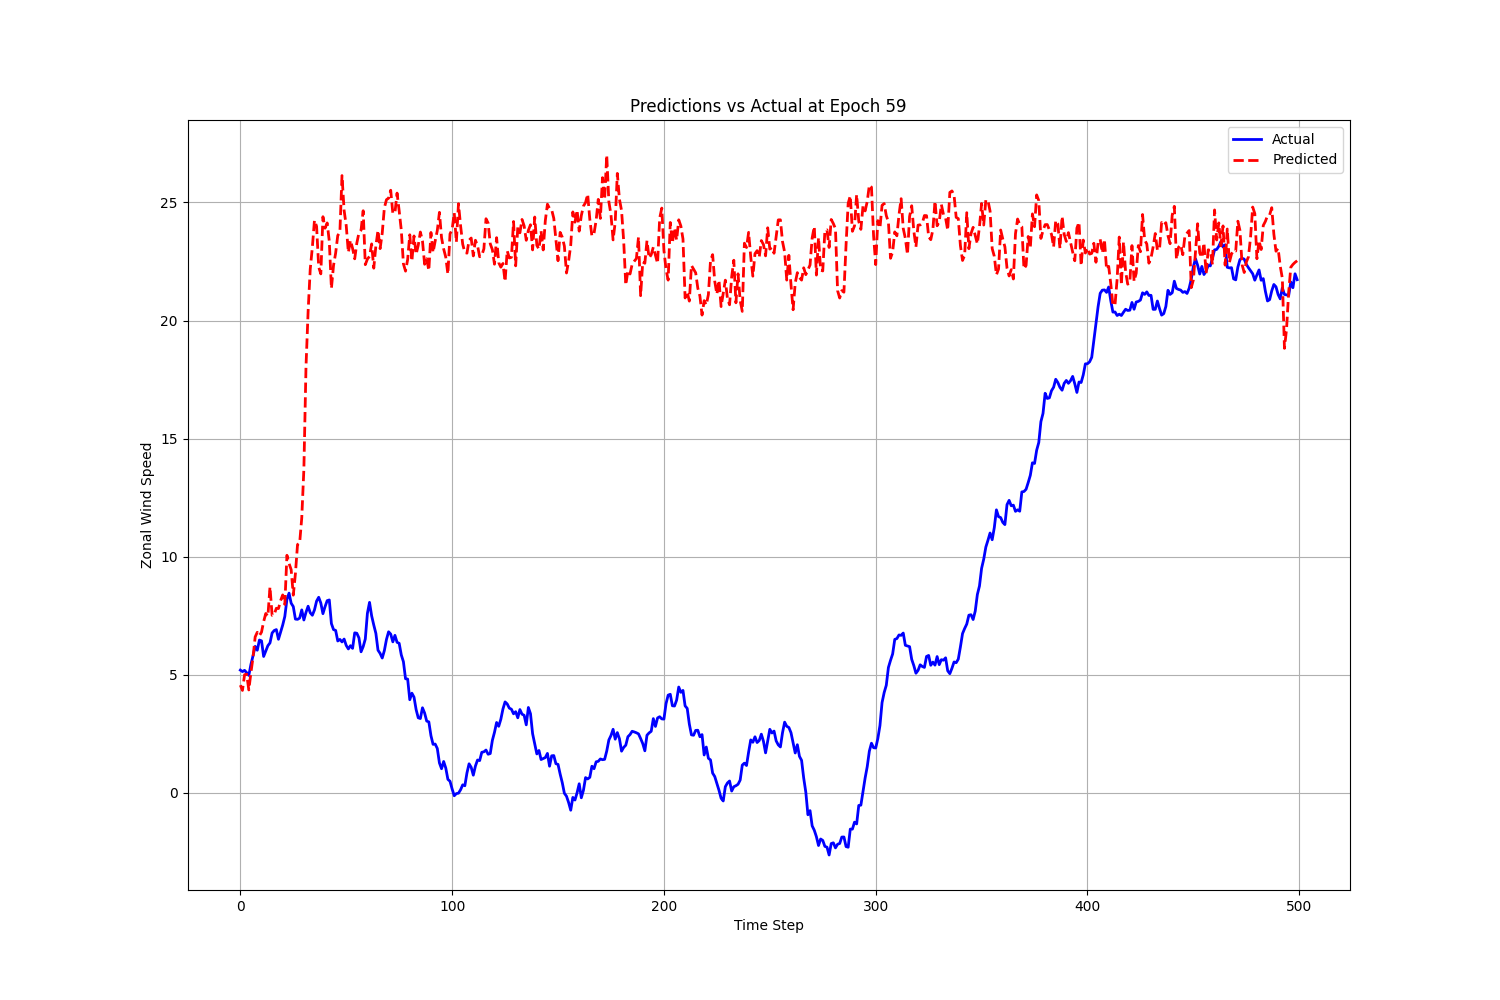 Predictions vs Actual at Epoch 59
Actual
Predicted
Zonal Wind Speed
25
20
15
10
5
0
0 100 200 300 400 500
Time Step